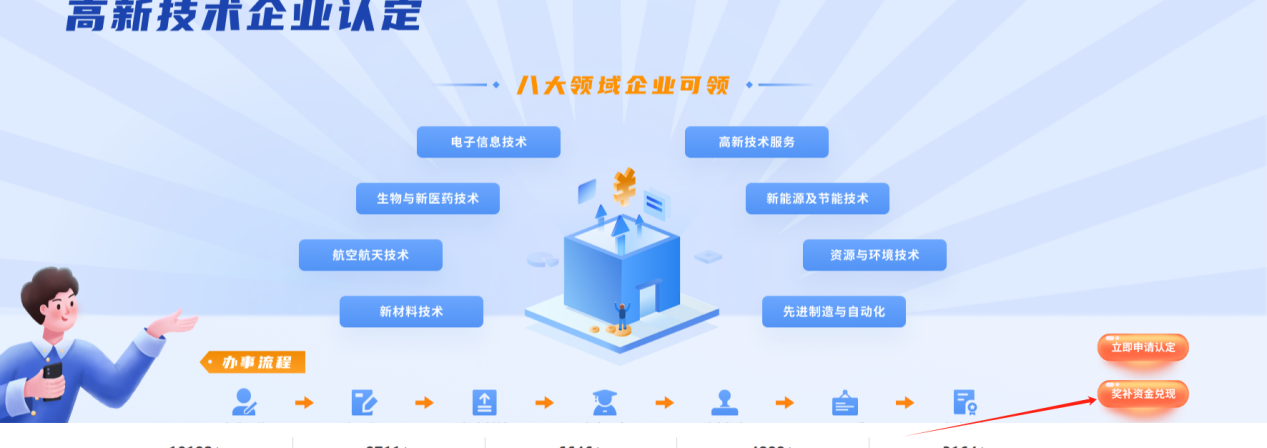 高新技术企业认定
八大领域企业可领
电子信息技术
高新技术服务
生物与新医药技术
新能源及节能技术
航空航天技术
资源与环境技术
新材料技术
先进制造与自动化
立即申请认定
办事流程
奖补资金兑现